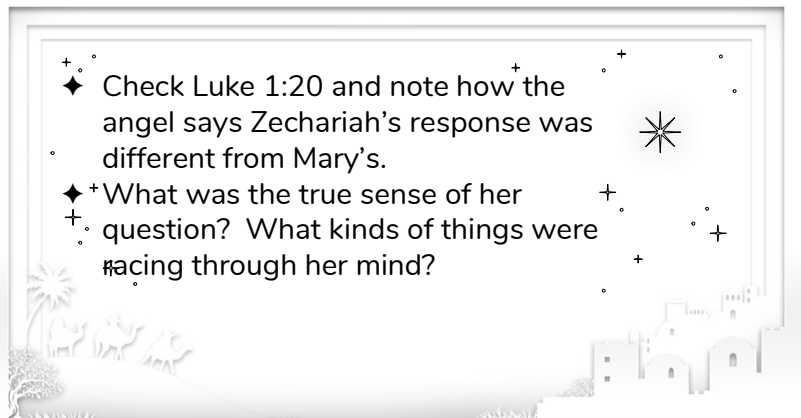 Check Luke 1:20 and note how the
angel says Zechariah’s response was
different from Mary’s.
What was the true sense of her
question?  What kinds of things were
racing through her mind?